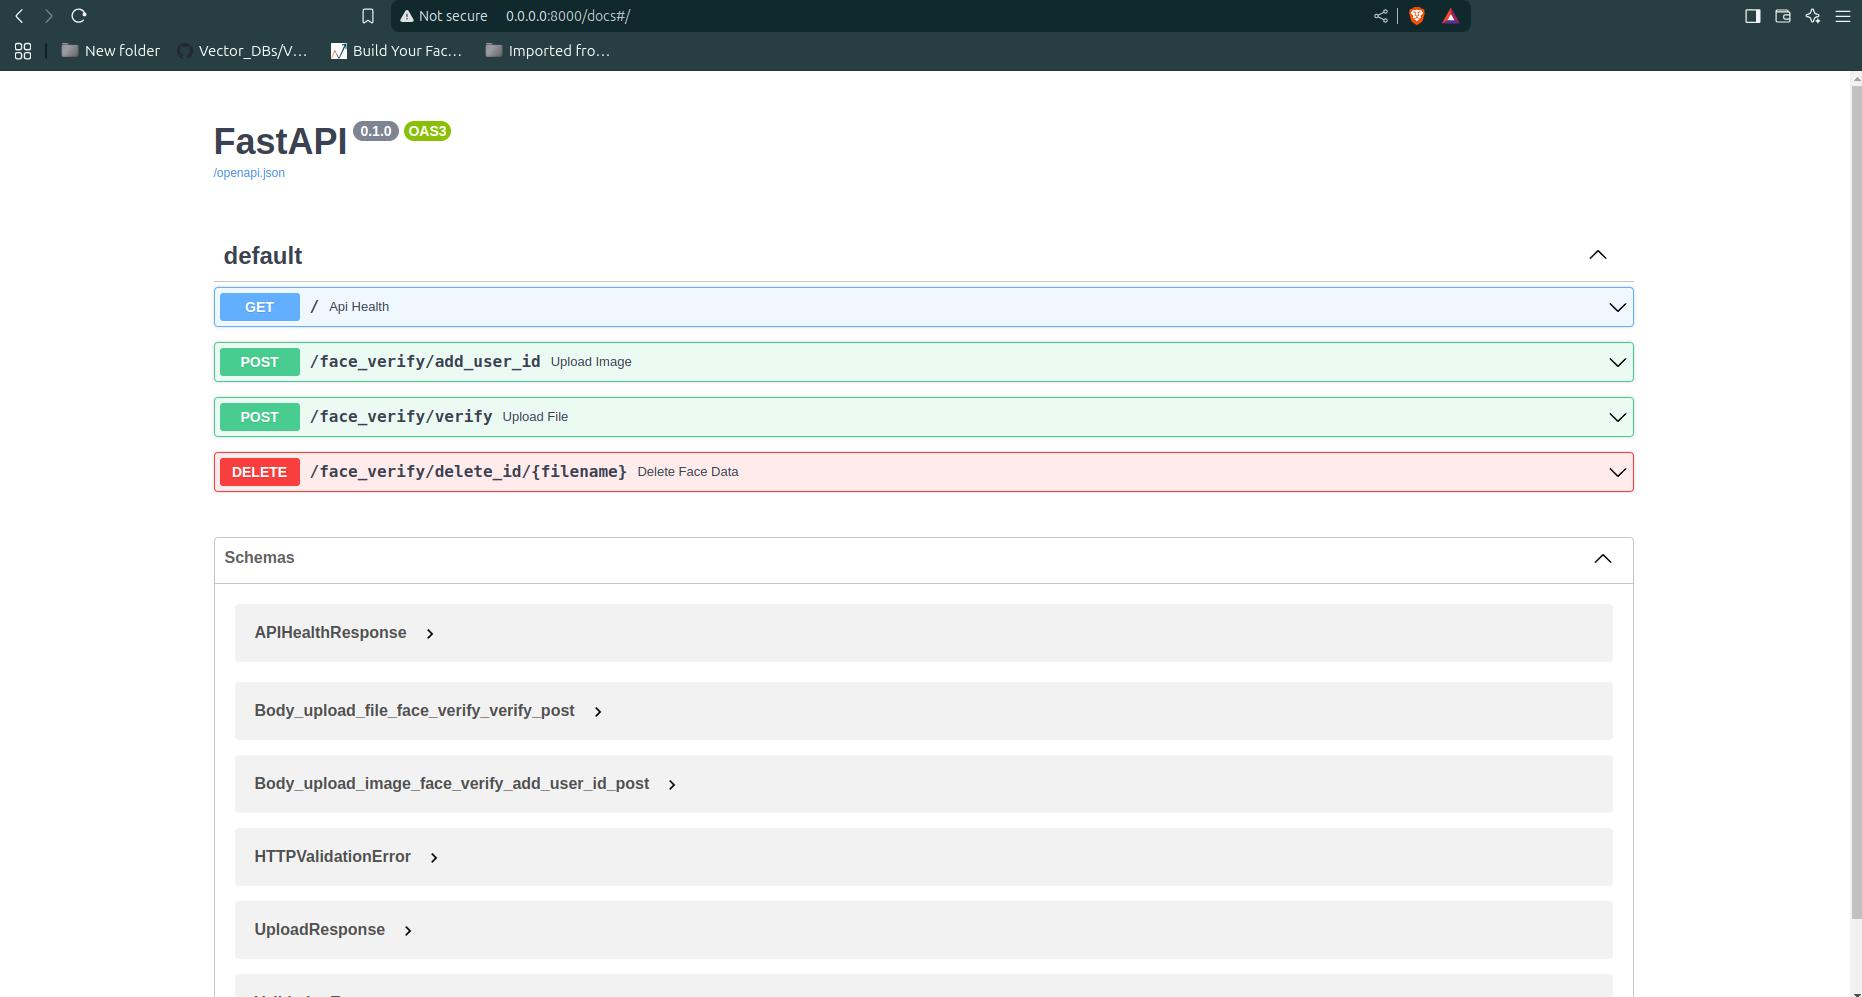 Not secure 0.0.0.0:8000/docs#/
New folder Vector_DBs/V... Build Your Fac... Imported fro...
FastAPI 0.1.0 OAS3
/openapi.json
default
GET / Api Health
POST /face_verify/add_user_id Upload Image
POST /face_verify/verify Upload File
DELETE /face_verify/delete_id/{filename} Delete Face Data
Schemas
APIHealthResponse
Body_upload_file_face_verify_verify_post
Body_upload_image_face_verify_add_user_id_post
HTTPValidationError
UploadResponse